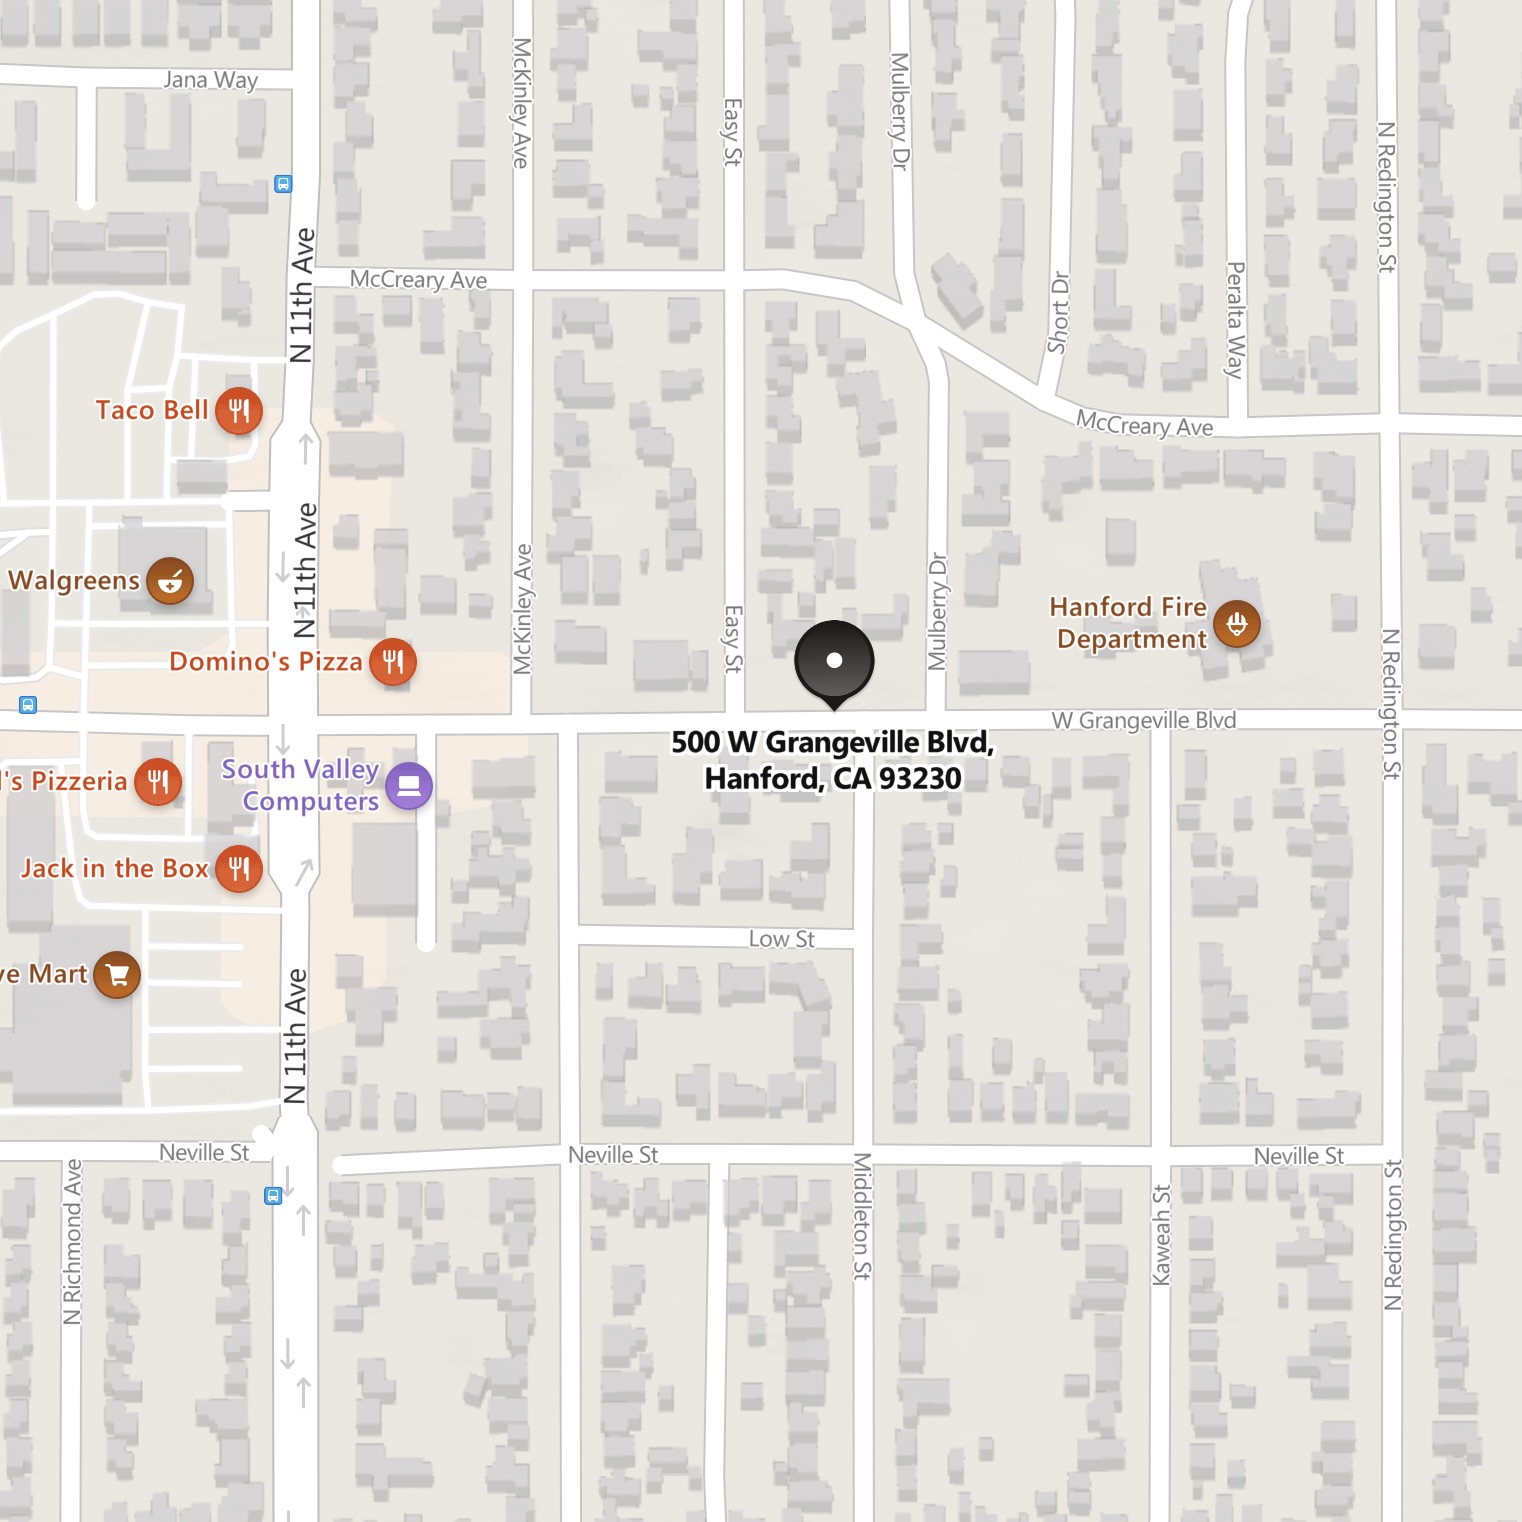 Jana Way
McKinley Ave
Easy St
Mulberry Dr
N Redington St
N 11th Ave
McCreary Ave
Short Dr
Peralta Way
Taco Bell
McCreary Ave
N 11th Ave
Walgreens
McKinley Ave
Easy St
Mulberry Dr
Hanford Fire
Department
N Redington St
Domino's Pizza
W Grangeville Blvd
500 W Grangeville Blvd,
Hanford, CA 93230
South Valley
Computers
l's Pizzeria
Jack in the Box
Low St
ve Mart
N 11th Ave
Neville St
Neville St
Neville St
N Richmond Ave
Middleton St
Kaweah St
N Redington St